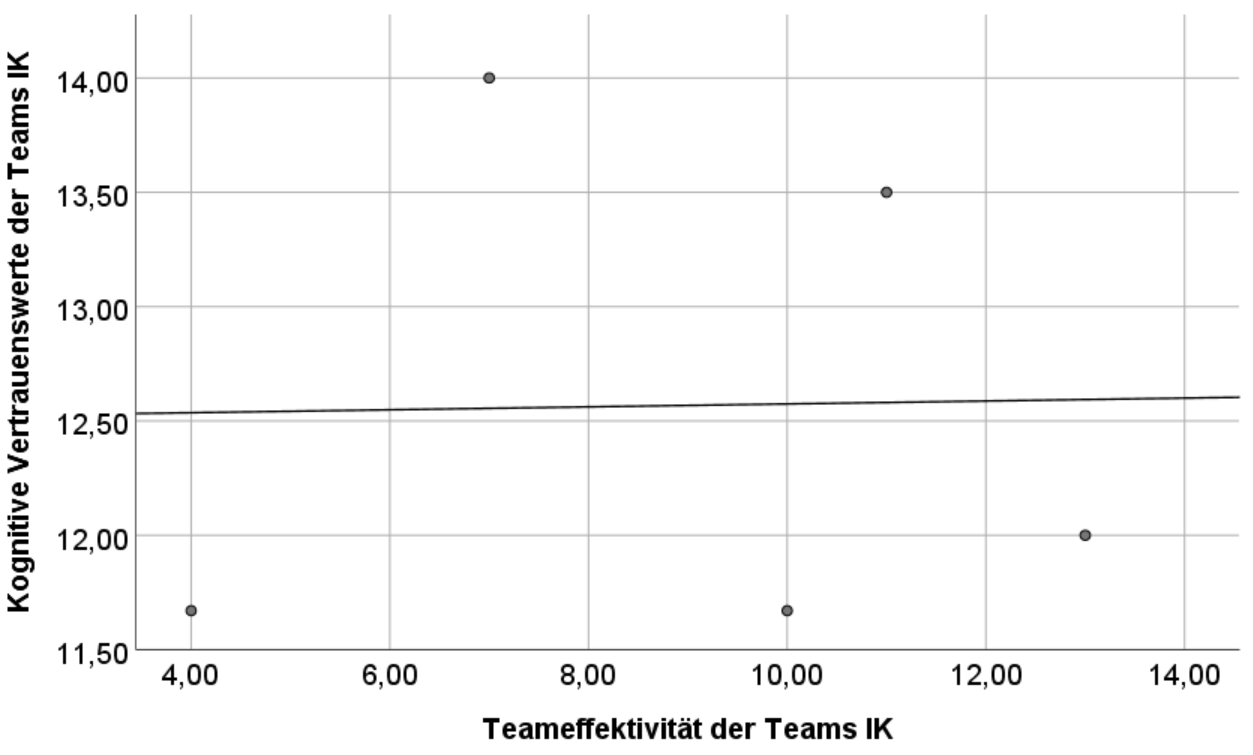 Kognitive Vertrauenswerte der Teams IK
14,00
13,50
13,00
12,50
12,00
11,50
4,00 6,00 8,00 10,00 12,00 14,00
Teameffektivität der Teams IK